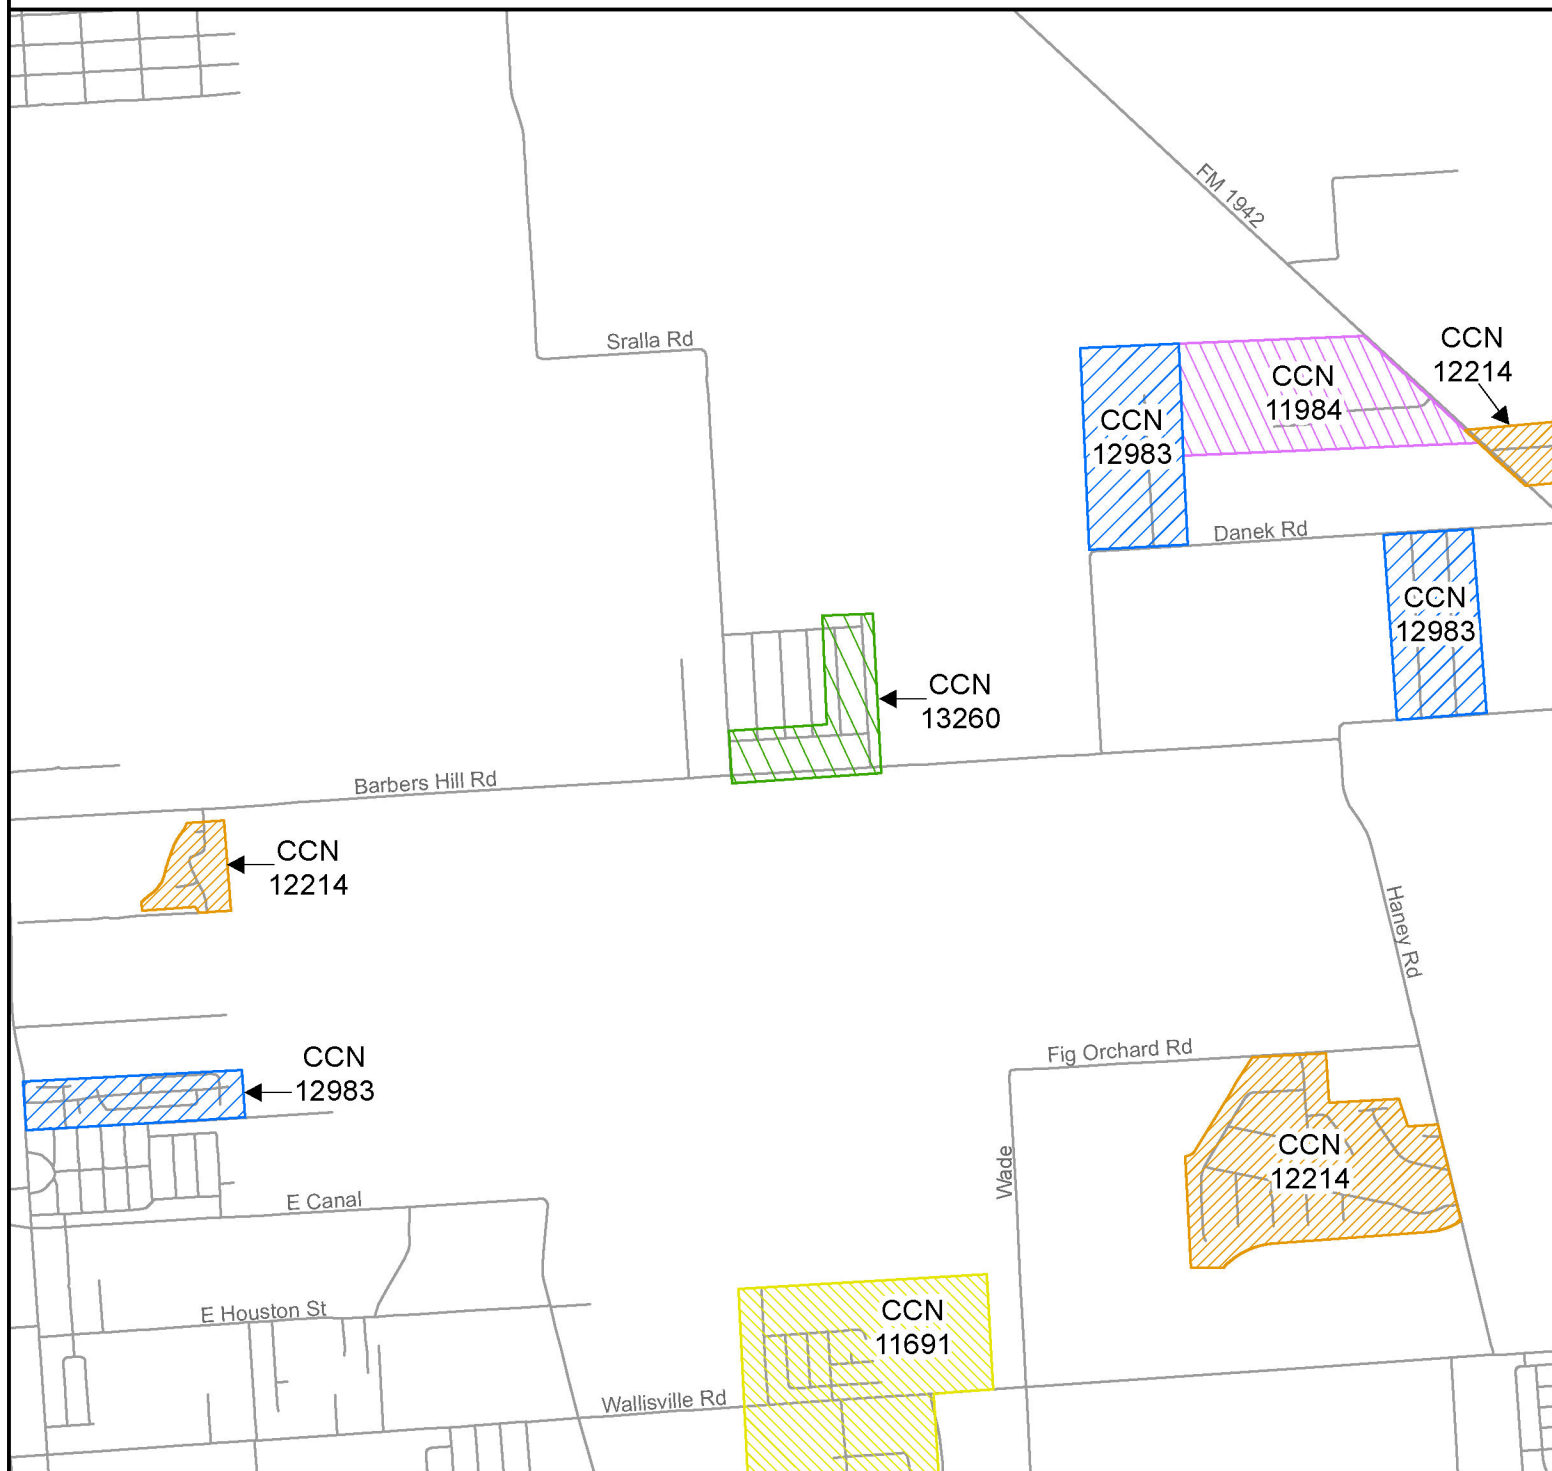 FM 1942
Sralla Rd
CCN
12214
CCN
11984
CCN
12983
Danek Rd
CCN
12983
CCN
13260
Barbers Hill Rd
CCN
12214
Haney Rd
CCN
12983
Fig Orchard Rd
CCN
12214
Wade
E Canal
E Houston St
CCN
11691
Wallisville Rd